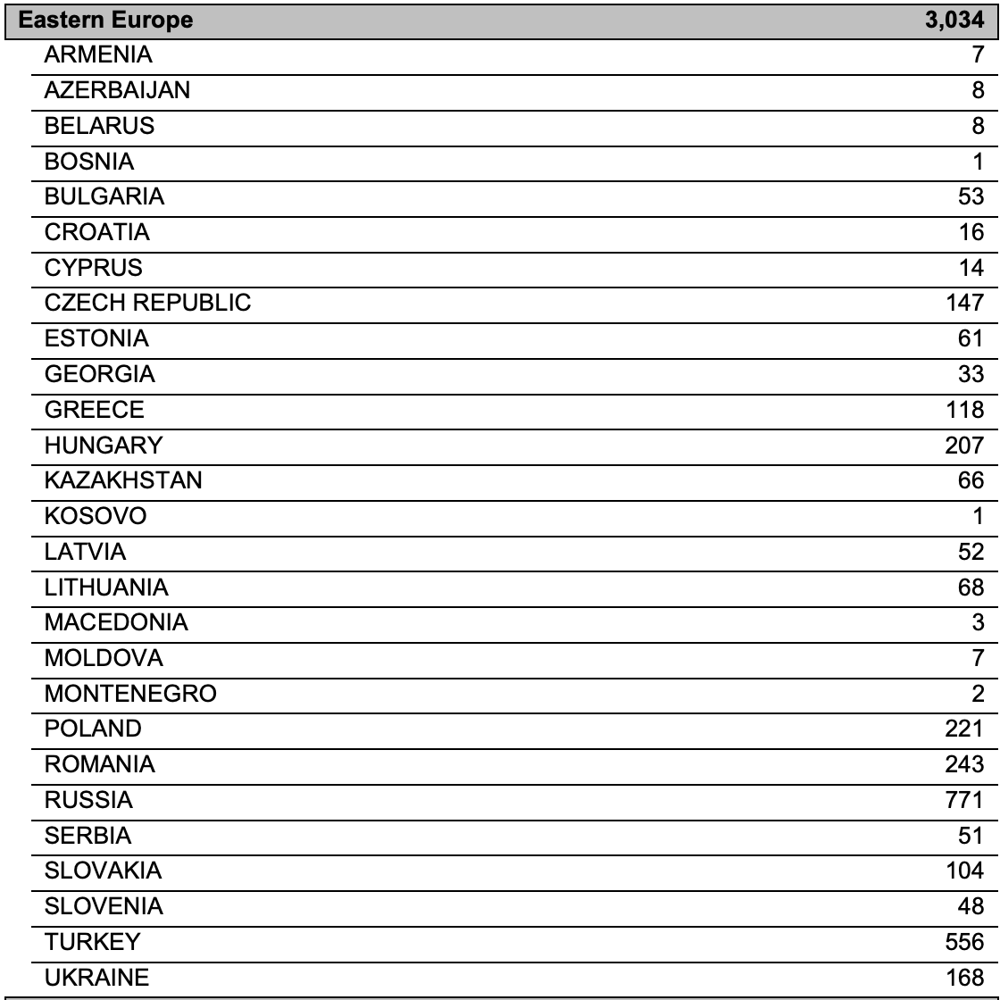 Eastern Europe 3,034
ARMENIA 7
AZERBAIJAN 8
BELARUS 8
BOSNIA 1
BULGARIA 53
CROATIA 16
CYPRUS 14
CZECH REPUBLIC 147
ESTONIA 61
GEORGIA 33
GREECE 118
HUNGARY 207
KAZAKHSTAN 66
KOSOVO 1
LATVIA 52
LITHUANIA 68
MACEDONIA 3
MOLDOVA 7
MONTENEGRO 2
POLAND 221
ROMANIA 243
RUSSIA 771
SERBIA 51
SLOVAKIA 104
SLOVENIA 48
TURKEY 556
UKRAINE 168